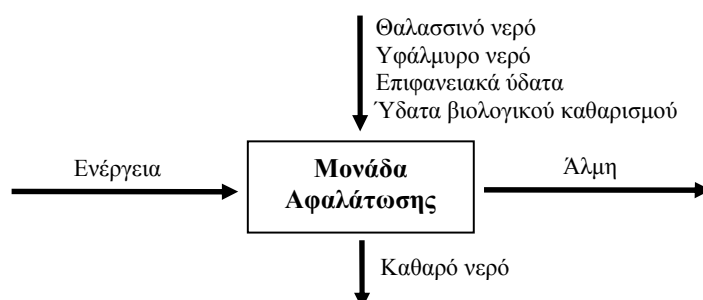 Θαλασσινό νερό
Υφάλμυρο νερό
Επιφανειακά ύδατα
Ύδατα βιολογικού καθαρισμού
Ενέργεια
Μονάδα
Αφαλάτωσης
Άλμη
Καθαρό νερό